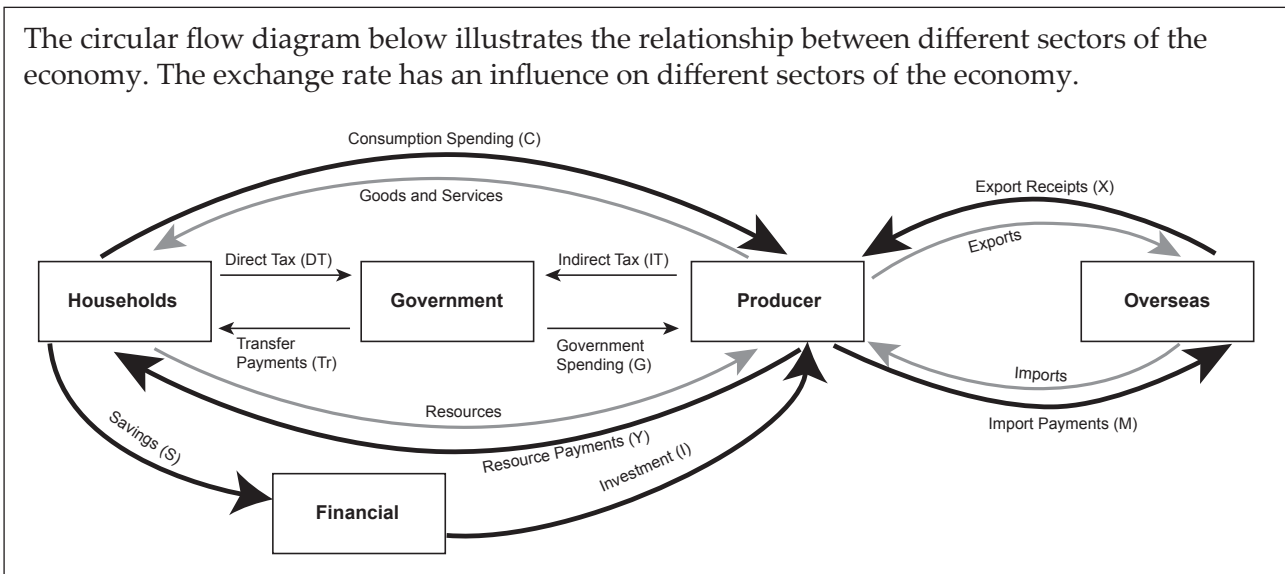 The circular flow diagram below illustrates the relationship between different sectors of the
economy. The exchange rate has an influence on different sectors of the economy.
Consumption Spending (C)
Goods and Services
Export Receipts (X)
Exports
Direct Tax (DT)
Indirect Tax (IT)
Households
Government
Producer
Overseas
Transfer
Payments (Tr)
Government
Spending (G)
Imports
Import Payments (M)
Resources
Resource Payments (Y)
Savings (S)
Investment (I)
Financial